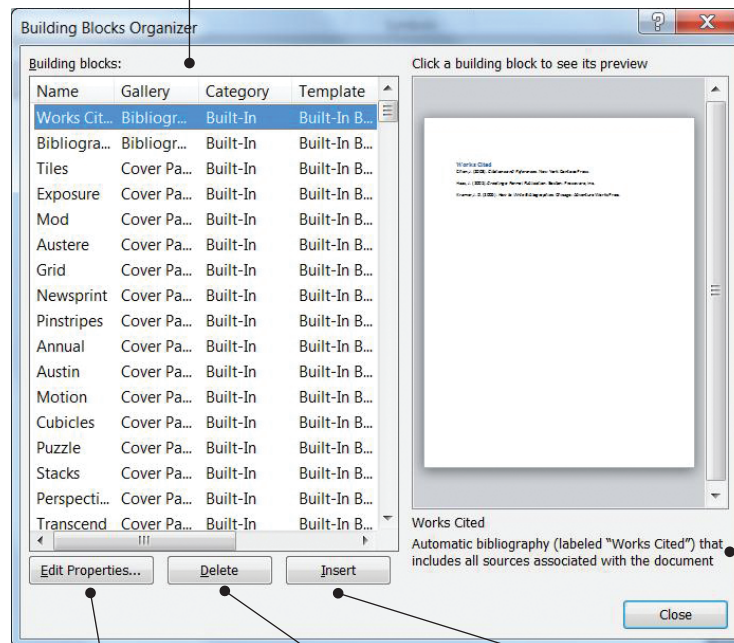 Building Blocks Organizer
Building blocks:
Click a building block to see its preview
Name Gallery Category Template
Works Cit... Bibliogr... Built-In Built-In B...
Bibliogra... Bibliogr... Built-In Built-In B...
Tiles Cover Pa... Built-In Built-In B...
Exposure Cover Pa... Built-In Built-In B...
Mod Cover Pa... Built-In Built-In B...
Austere Cover Pa... Built-In Built-In B...
Grid Cover Pa... Built-In Built-In B...
Newsprint Cover Pa... Built-In Built-In B...
Pinstripes Cover Pa... Built-In Built-In B...
Annual Cover Pa... Built-In Built-In B...
Austin Cover Pa... Built-In Built-In B...
Motion Cover Pa... Built-In Built-In B...
Cubicles Cover Pa... Built-In Built-In B...
Puzzle Cover Pa... Built-In Built-In B...
Stacks Cover Pa... Built-In Built-In B...
Perspecti... Cover Pa... Built-In Built-In B...
Transcend Cover Pa... Built-In Built-In B...
Works Cited
Works Cited
Automatic bibliography (labeled “Works Cited”) that
includes all sources associated with the document
Edit Properties... Delete Insert
Close